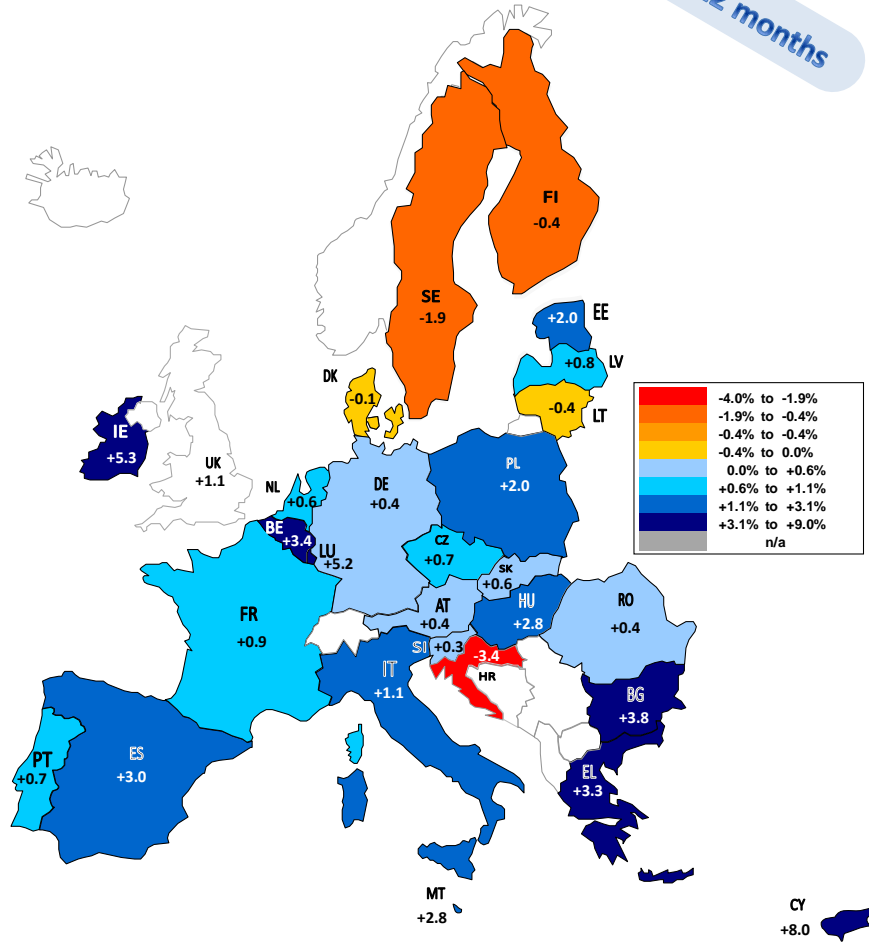 months
FI
-0.4
SE
-1.9
EE
+2.0
LV
+0.8
DK
-0.1
-0.4
LT
-4.0% to -1.9%
-1.9% to -0.4%
-0.4% to -0.4%
-0.4% to 0.0%
0.0% to +0.6%
+0.6% to +1.1%
+1.1% to +3.1%
+3.1% to +9.0%
n/a
IE
+5.3
UK
+1.1
NL
+0.6
DE
+0.4
PL
+2.0
BE
+3.4
LU
+5.2
CZ
+0.7
SK
+0.6
FR
+0.9
AT
+0.4
HU
+2.8
RO
+0.4
SI
+0.3
-3.4
HR
IT
+1.1
BG
+3.8
PT
+0.7
ES
+3.0
EL
+3.3
MT
+2.8
CY
+8.0